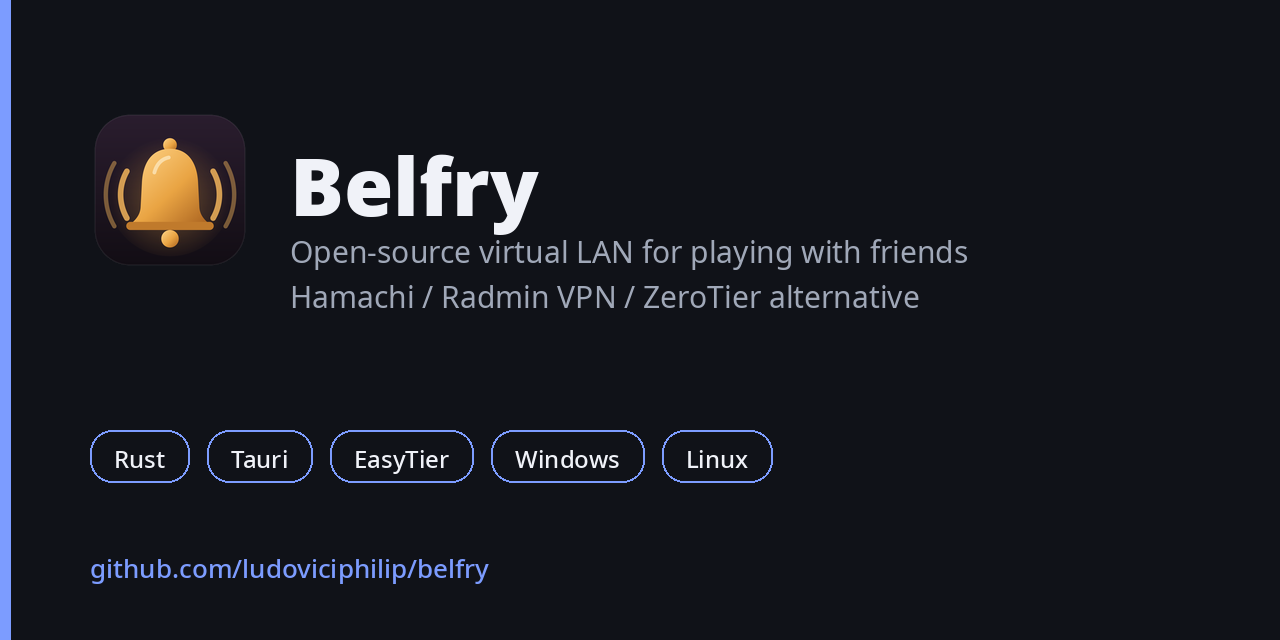 Belfry
Open-source virtual LAN for playing with friends
Hamachi / Radmin VPN / ZeroTier alternative
Rust Tauri EasyTier Windows Linux
github.com/ludoviciphilip/belfry